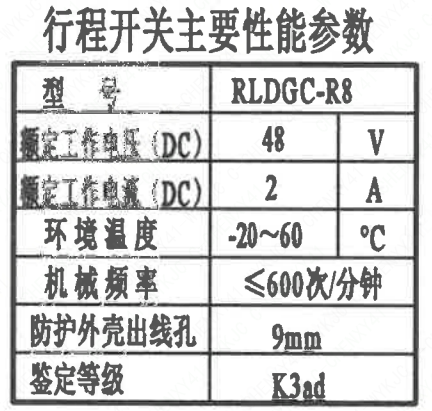 行程开关主要性能参数
型 号 RLDGC-R8
额定工作电压(DC) 48 V
额定工作电流(DC) 2 A
环境温度 -20～60 ℃
机械频率 ≤600次/分钟
防护外壳出线孔 9mm
鉴定等级 K3ad